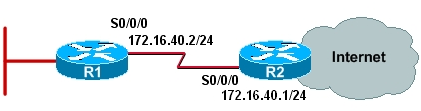 S0/0/0
172.16.40.2/24
R1
S0/0/0
172.16.40.1/24
R2
Internet